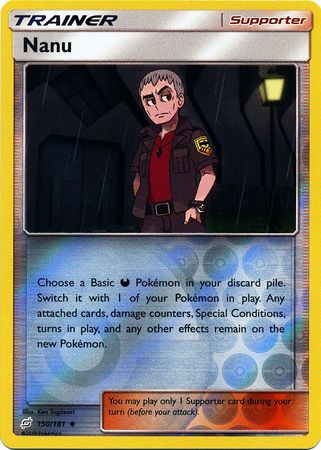 TRAINER Supporter
Nanu
Choose a Basic Pokémon in your discard pile.
Switch it with 1 of your Pokémon in play. Any
attached cards, damage counters, Special Conditions,
turns in play, and any other effects remain on the
new Pokémon.
Illus. Ken Sugimori
150/181
©2019 Pokémon
You may play only 1 Supporter card during your
turn (before your attack).